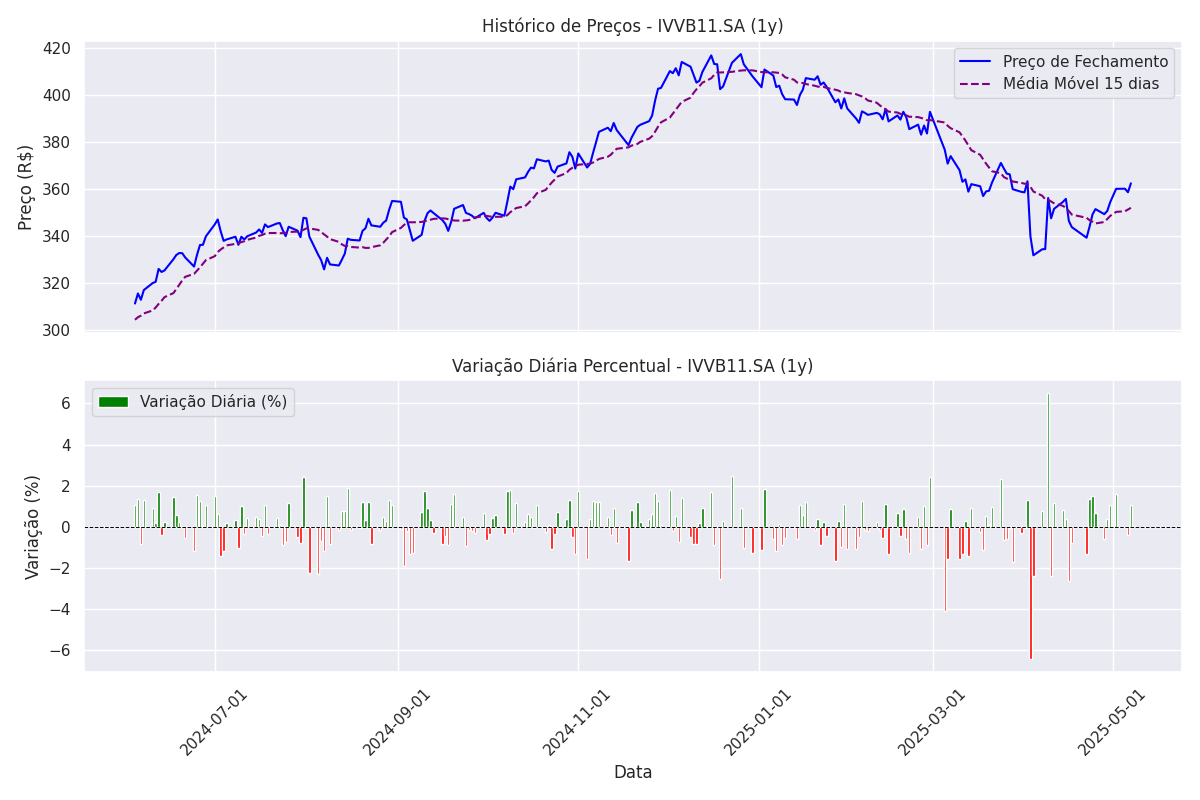 Histórico de Preços - IVVB11.SA (1y)
Preço (R$)
420
400
380
360
340
320
300
Preço de Fechamento
Média Móvel 15 dias
Variação Diária Percentual - IVVB11.SA (1y)
Variação (%)
6
4
2
0
−2
−4
−6
Variação Diária (%)
2024-07-01
2024-09-01
2024-11-01
2025-01-01
2025-03-01
2025-05-01
Data